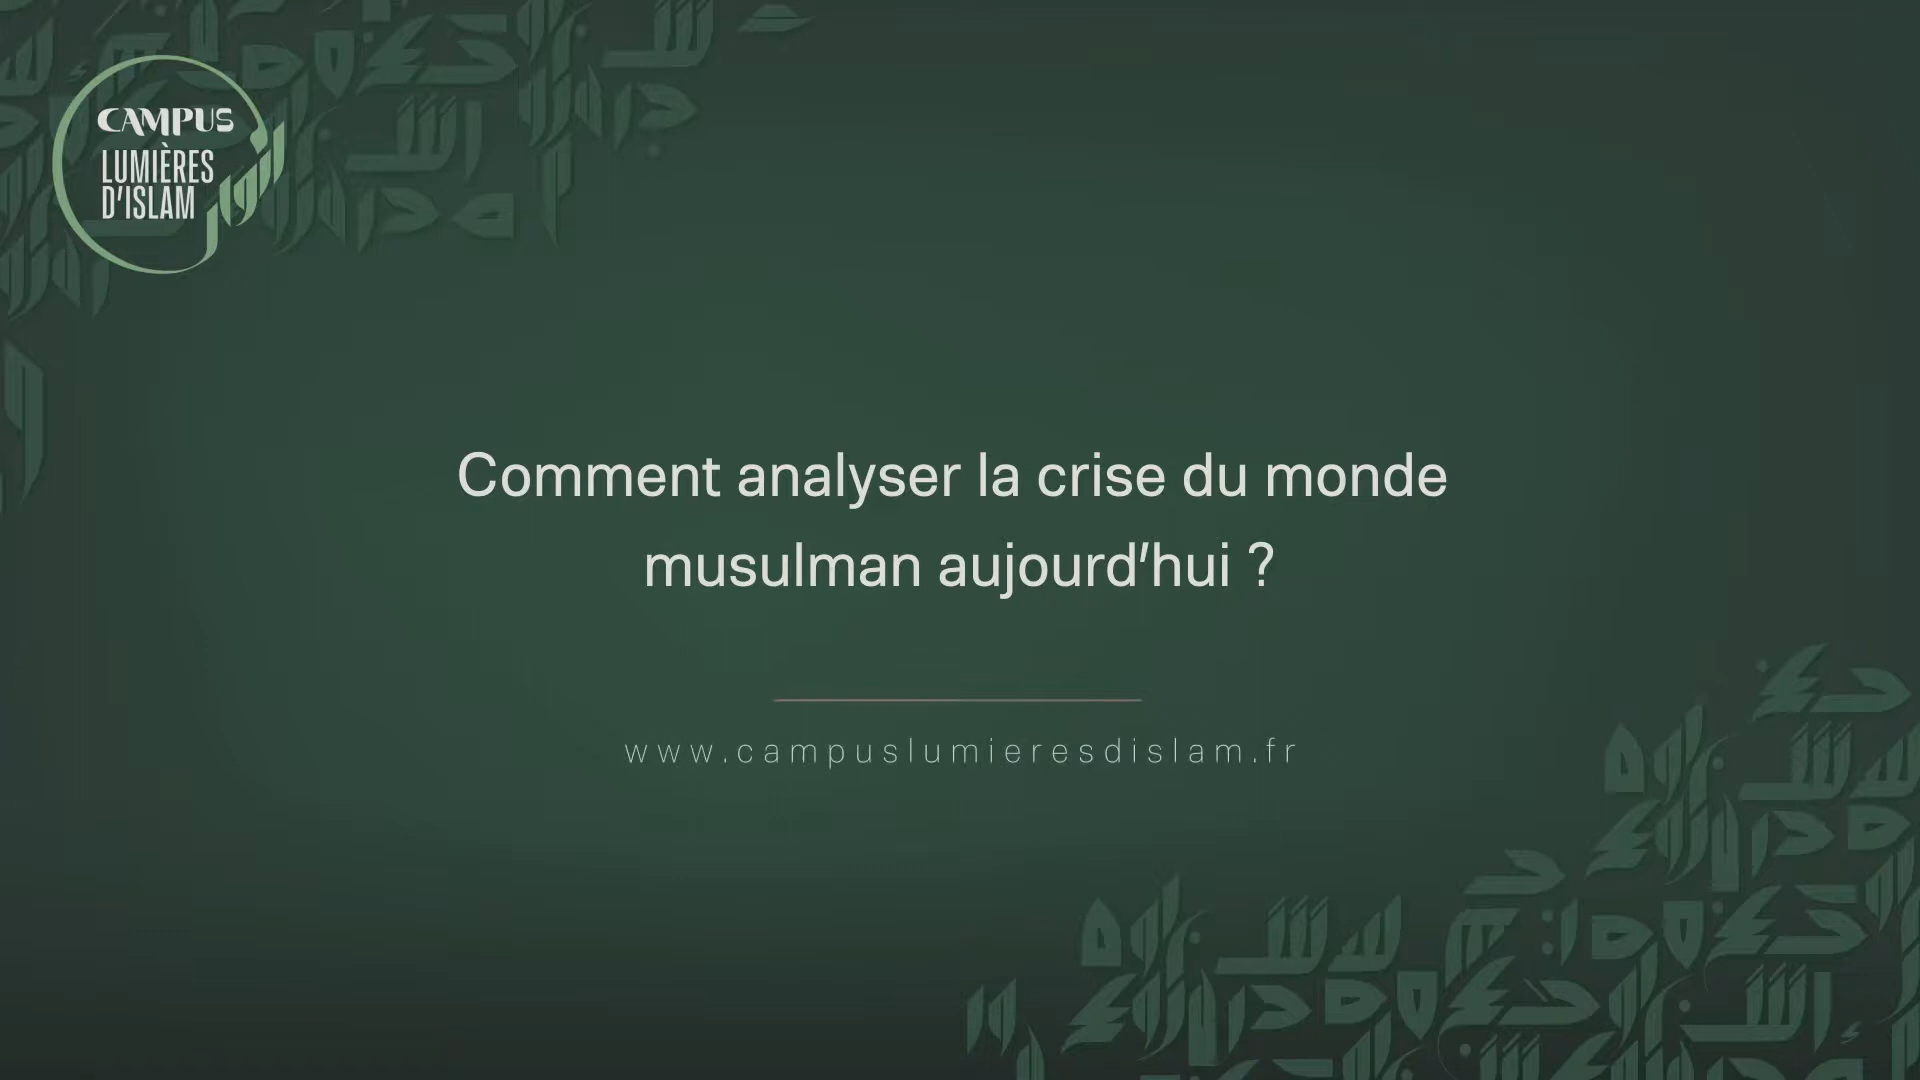 CAMPUS
LUMIÈRES
D'ISLAM
Comment analyser la crise du monde
musulman aujourd'hui ?
www.campuslumieresdislam.fr